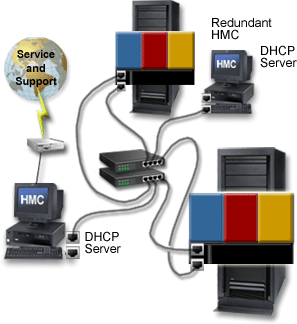 Redundant
HMC
Service
and
Support
HMC
DHCP
Server
HMC
DHCP
Server